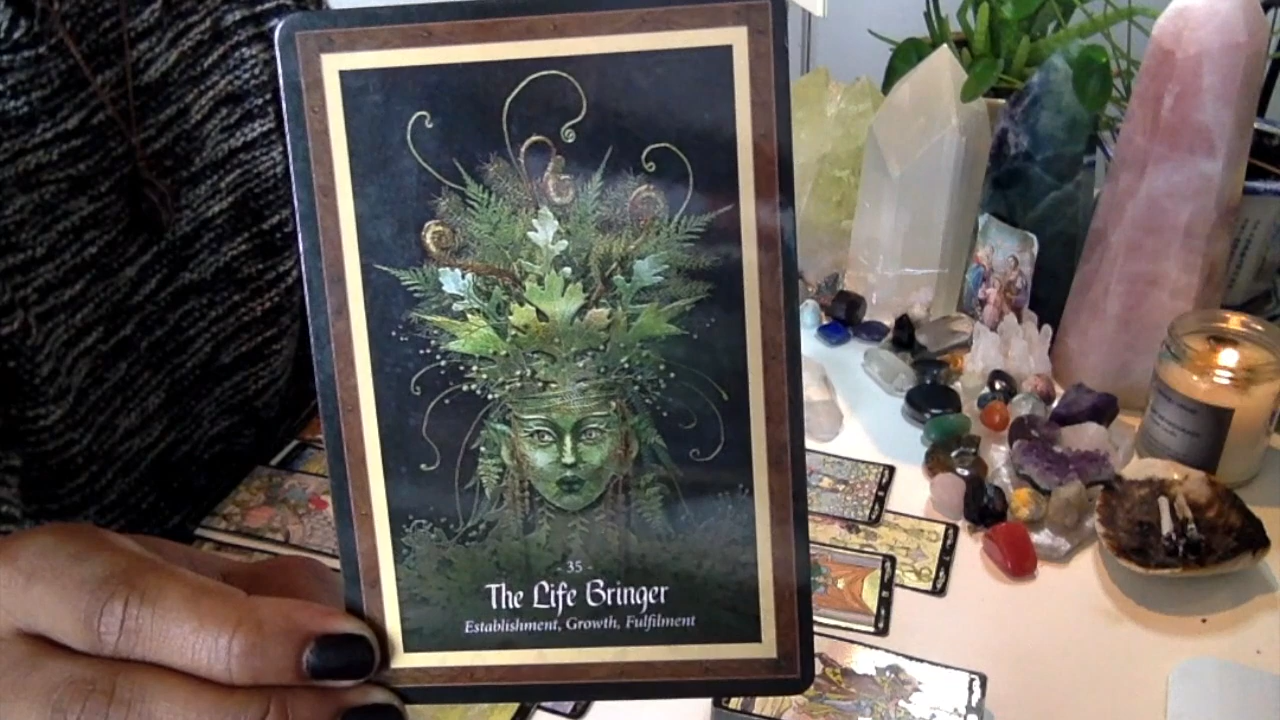 - 35 -
The Life Bringer
Establishment, Growth, Fulfilment